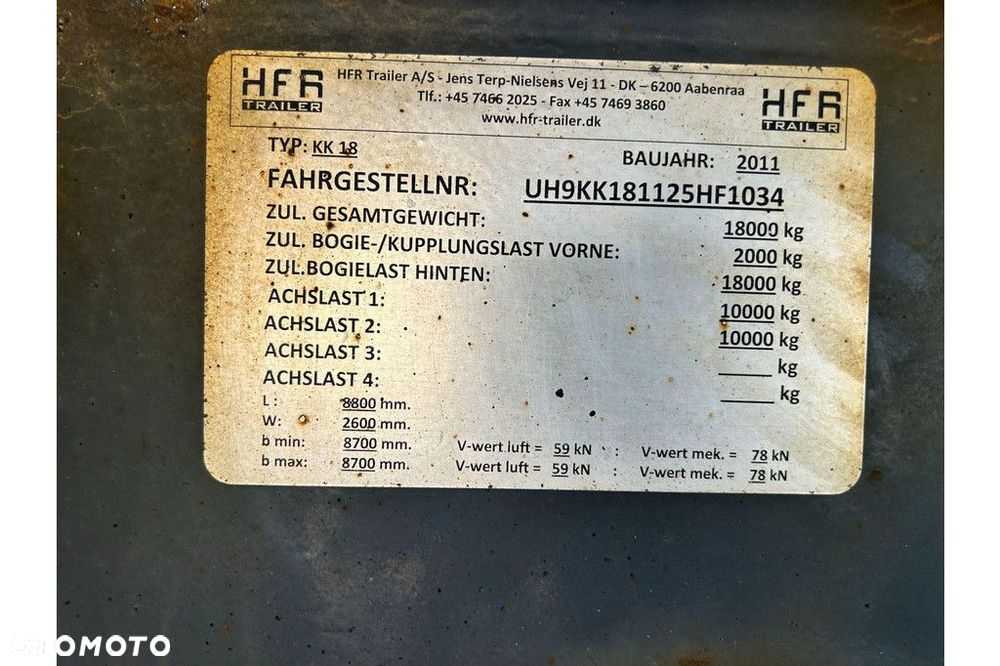 HFR TRAILER
HFR Trailer A/S - Jens Terp-Nielsens Vej 11 - DK – 6200 Aabenraa
Tlf.: +45 7466 2025 - Fax +45 7469 3860
www.hfr-trailer.dk
HFR TRAILER
TYP: KK 18
BAUJAHR: 2011
FAHRGESTELLNR: UH9KK181125HF1034
ZUL. GESAMTGEWICHT: 18000 kg
ZUL. BOGIE-/KUPPLUNGSLAST VORNE: 2000 kg
ZUL.BOGIELAST HINTEN: 18000 kg
ACHSLAST 1: 10000 kg
ACHSLAST 2: 10000 kg
ACHSLAST 3: _____ kg
ACHSLAST 4: _____ kg
L: 8800 mm.
W: 2600 mm.
b min: 8700 mm. V-wert luft = 59 kN : V-wert mek. = 78 kN
b max: 8700 mm. V-wert luft = 59 kN : V-wert mek. = 78 kN
OTOMOTO